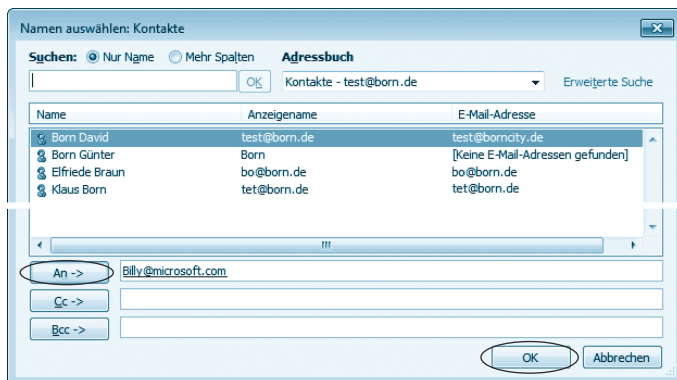 Namen auswählen: Kontakte
Suchen: Nur Name Mehr Spalten Adressbuch
OK Kontakte - test@born.de Erweiterte Suche
Name Anzeigename E-Mail-Adresse
Born David test@born.de test@borncity.de
Born Günter Born [Keine E-Mail-Adressen gefunden]
Elfriede Braun bo@born.de bo@born.de
Klaus Born tet@born.de tet@born.de
An -> Billy@microsoft.com
Cc ->
Bcc ->
OK Abbrechen